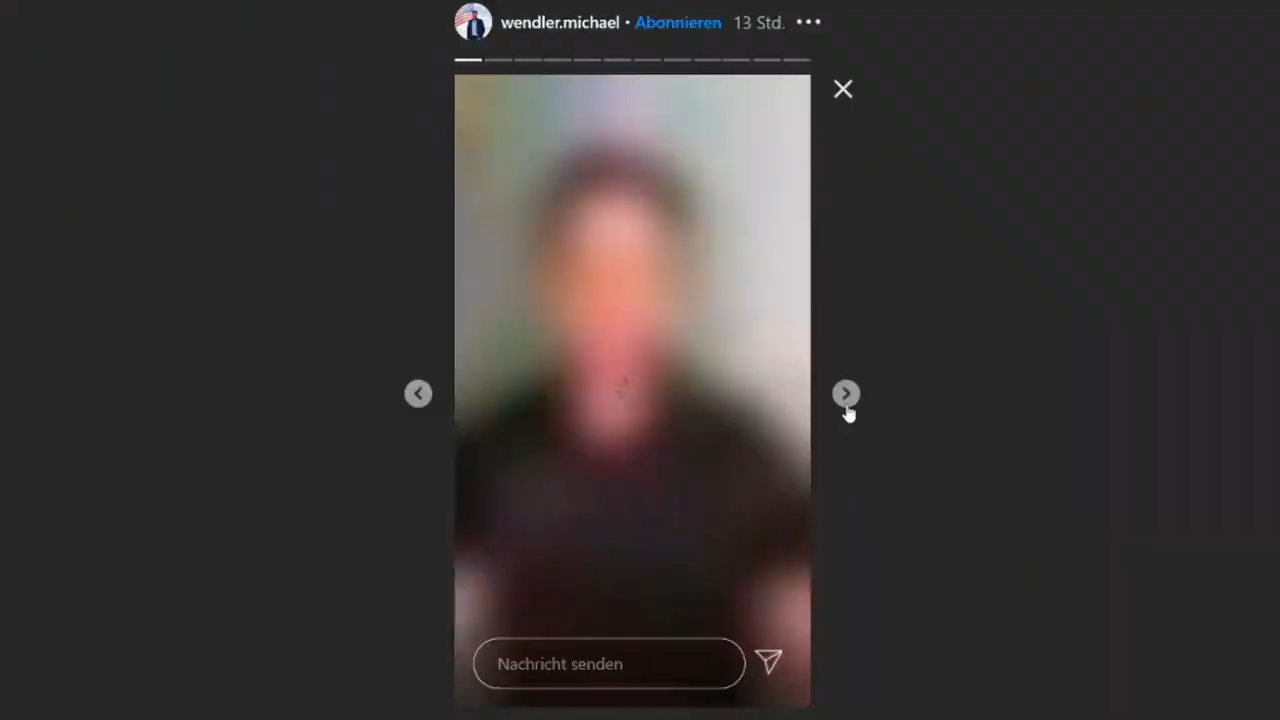 wendler.michael • Abonnieren 13 Std.
Nachricht senden